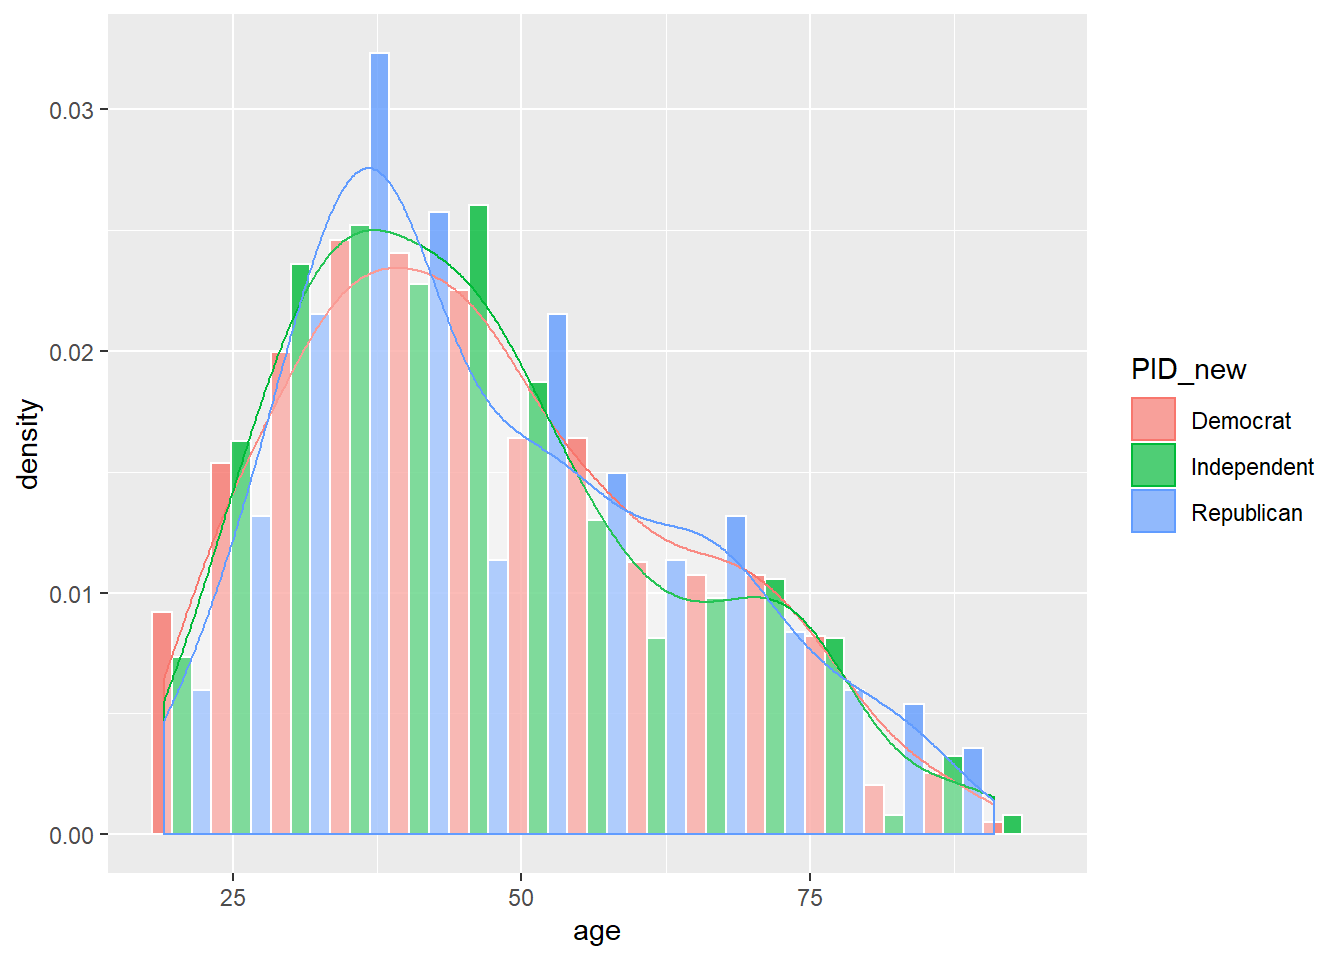 0.03
0.02
0.01
0.00
density
25 50 75
age
PID_new
Democrat
Independent
Republican